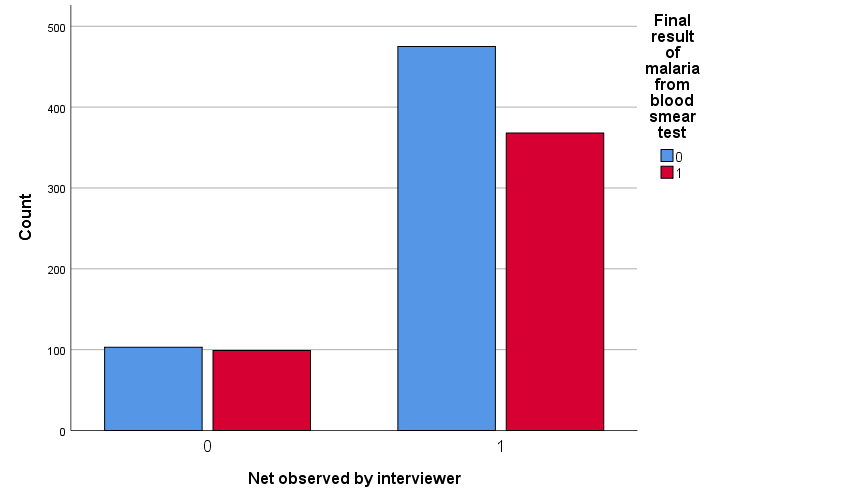 500
400
300
200
100
0
Count
0
1
Net observed by interviewer
Final
result
of
malaria
from
blood
smear
test
0
1